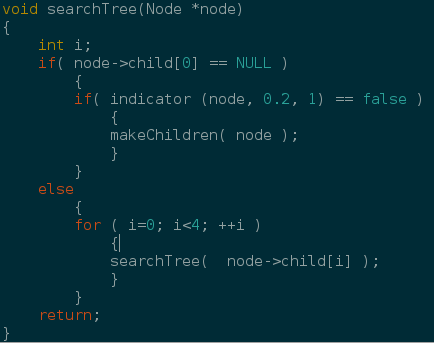 void searchTree(Node *node)
{
    int i;
    if( node->child[0] == NULL )
        {
        if( indicator (node, 0.2, 1) == false )
            {
            makeChildren( node );
            }
        }
    else
        {
        for ( i=0; i<4; ++i )
            {
            searchTree(  node->child[i] );
            }
        }
    return;
}